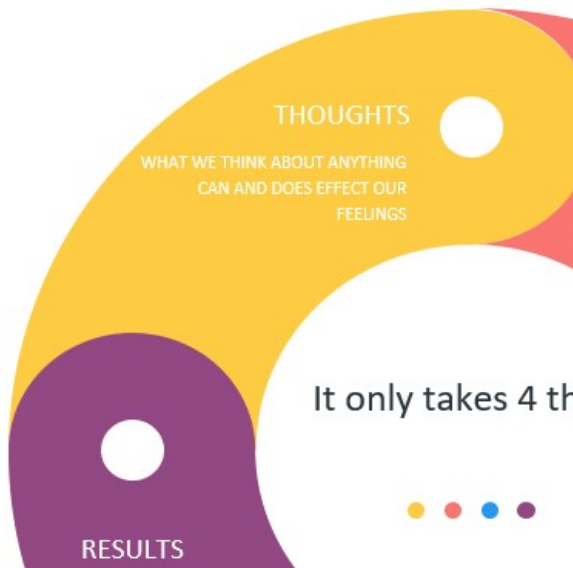 THOUGHTS
WHAT WE THINK ABOUT ANYTHING
CAN AND DOES EFFECT OUR
FEELINGS
It only takes 4 th
RESULTS